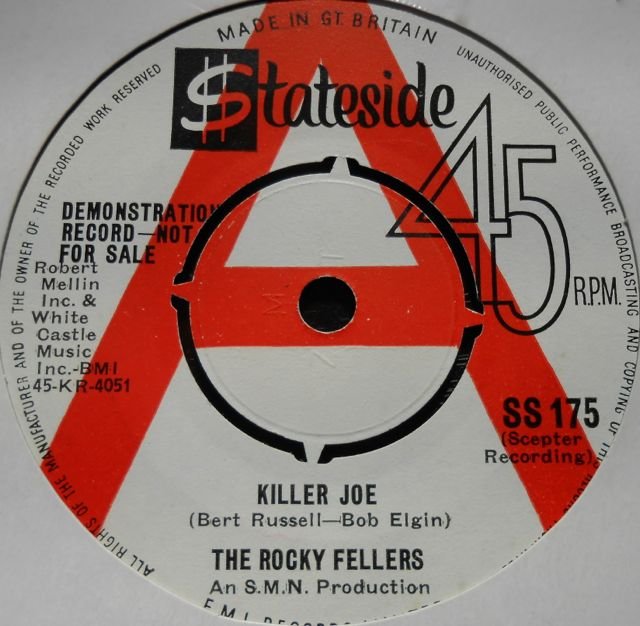 MADE IN GT. BRITAIN
ALL RIGHTS OF THE MANUFACTURER AND OF THE OWNER OF THE RECORDED WORK RESERVED
UNAUTHORISED PUBLIC PERFORMANCE BROADCASTING AND COPYING OF
$tateside
45
R.P.M.
A
DEMONSTRATION
RECORD—NOT
FOR SALE
Robert
Mellin
Inc. &
White
Castle
Music
Inc.-BMI
45-KR-4051
M
SS 175
(Scepter
Recording)
KILLER JOE
(Bert Russell—Bob Elgin)
THE ROCKY FELLERS
An S.M.N. Production